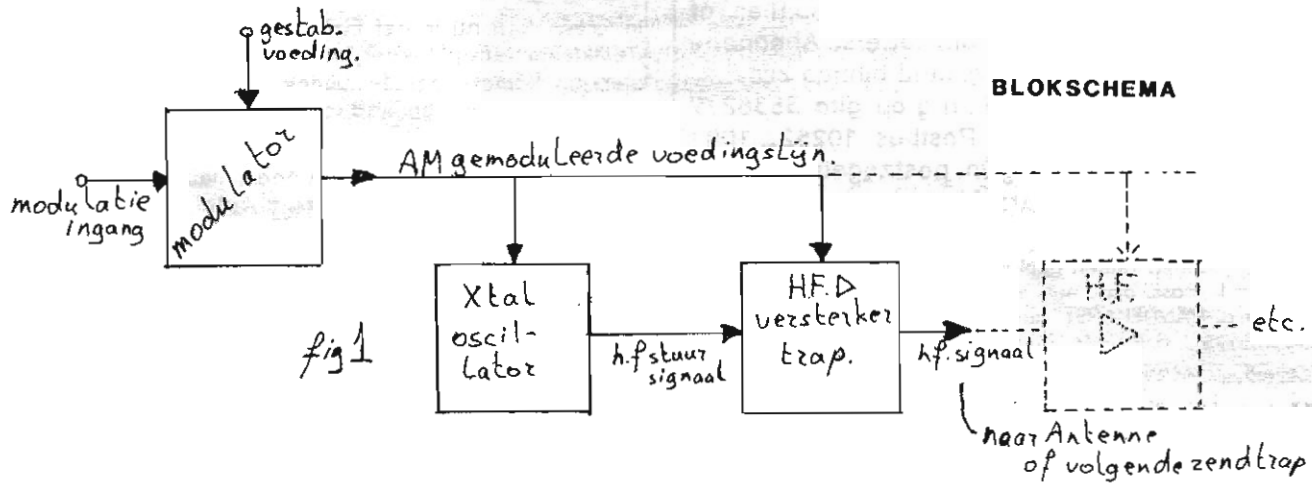 gestab.
voeding.
BLOKSCHEMA
modulator
AM gemoduleerde voedingslijn.
modulatie
ingang
Xtal
oscil-
lator
H.F. ▷
versterker
trap.
H.F.
etc.
fig 1
h.f stuur
signaal
h.f. signaal
naar Antenne
of volgende zendtrap